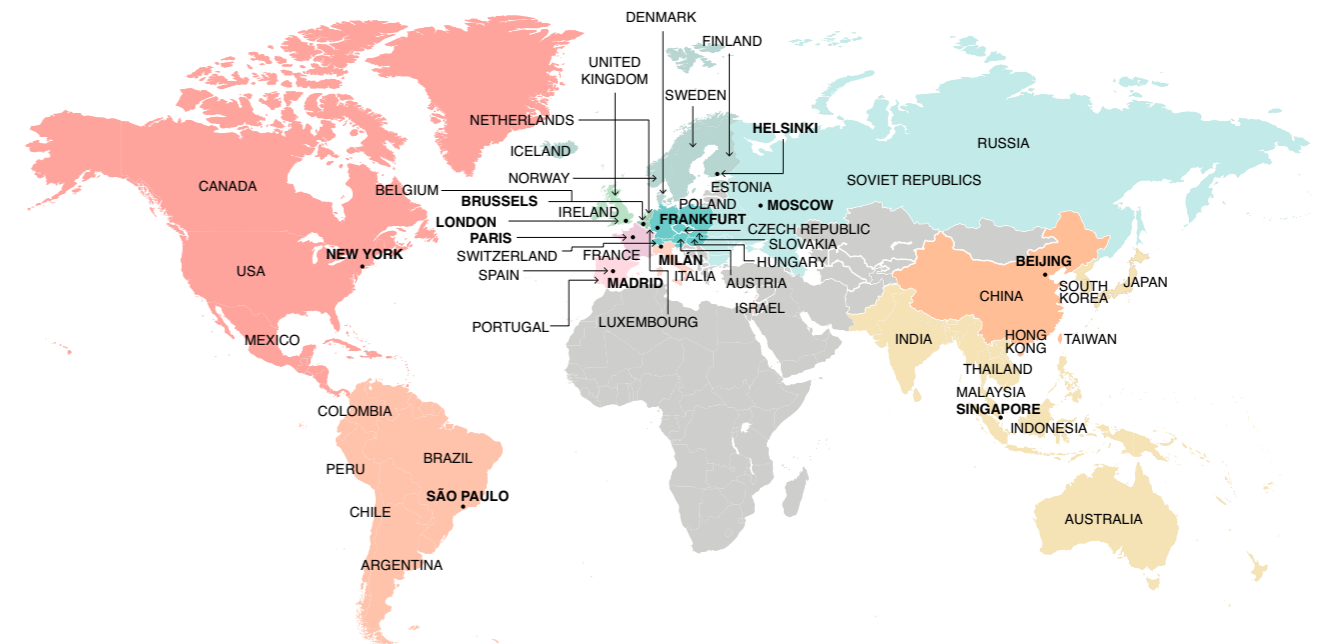 DENMARK
FINLAND
UNITED
KINGDOM
SWEDEN
NETHERLANDS
HELSINKI
RUSSIA
ICELAND
NORWAY
SOVIET REPUBLICS
CANADA
BELGIUM
ESTONIA
BRUSSELS
POLAND
MOSCOW
IRELAND
LONDON
FRANKFURT
CZECH REPUBLIC
PARIS
SLOVAKIA
NEW YORK
SWITZERLAND
FRANCE
MILÁN
HUNGARY
BEIJING
USA
SPAIN
MADRID
ITALIA
AUSTRIA
SOUTH
KOREA
JAPAN
CHINA
ISRAEL
PORTUGAL
LUXEMBOURG
MEXICO
INDIA
HONG
KONG
TAIWAN
THAILAND
MALAYSIA
COLOMBIA
SINGAPORE
INDONESIA
BRAZIL
PERU
SÃO PAULO
CHILE
AUSTRALIA
ARGENTINA